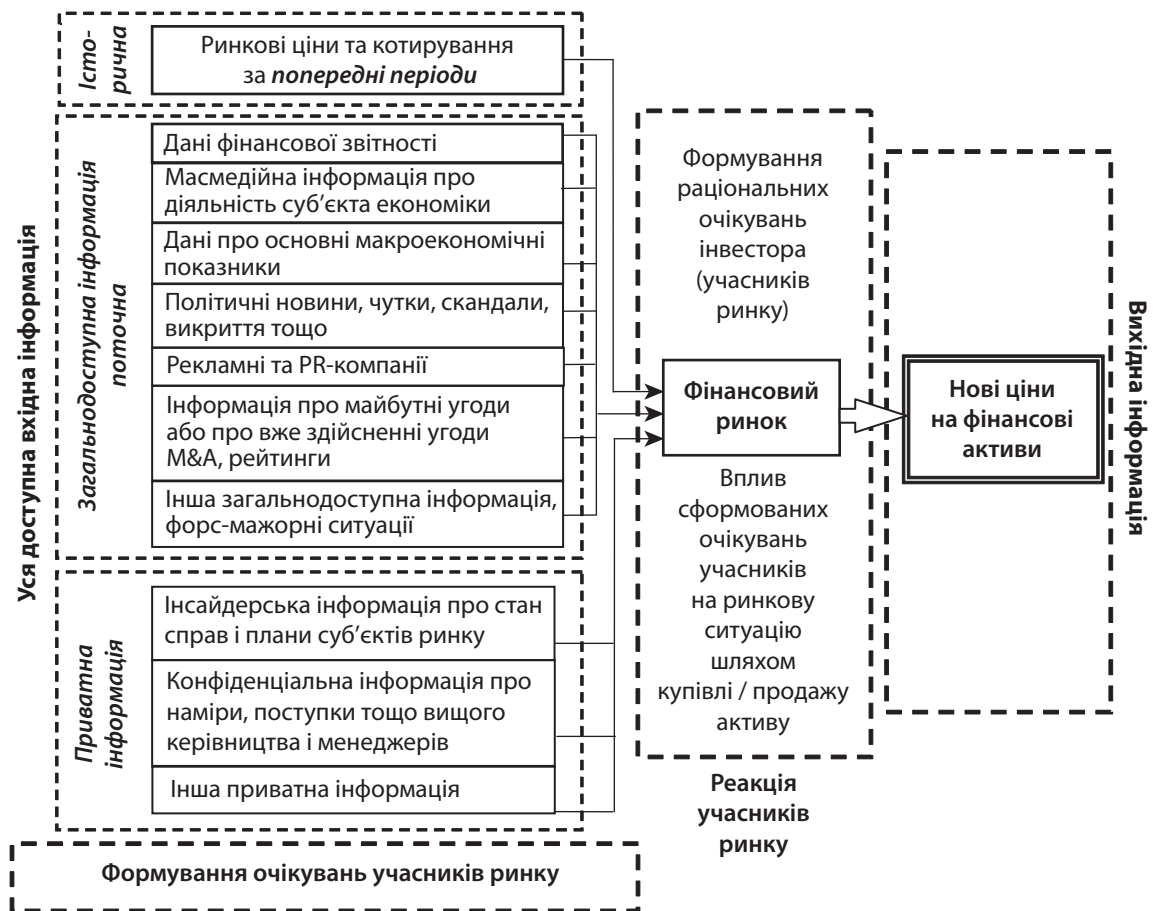 Уся доступна вхідна інформація
Істо-
рична
Ринкові ціни та котирування
за попередні періоди
Загальнодоступна інформація
поточна
Дані фінансової звітності
Масмедійна інформація про
діяльність суб’єкта економіки
Дані про основні макроекономічні
показники
Політичні новини, чутки, скандали,
викриття тощо
Рекламні та PR-компанії
Інформація про майбутні угоди
або про вже здійсненні угоди
M&A, рейтинги
Інша загальнодоступна інформація,
форс-мажорні ситуації
Приватна
інформація
Інсайдерська інформація про стан
справ і плани суб’єктів ринку
Конфіденціальна інформація про
наміри, поступки тощо вищого
керівництва і менеджерів
Інша приватна інформація
Формування очікувань учасників ринку
Формування
раціональних
очікувань
інвестора
(учасників
ринку)
Фінансовий
ринок
Вплив
сформованих
очікувань
учасників
на ринкову
ситуацію
шляхом
купівлі / продажу
активу
Реакція
учасників
ринку
Нові ціни
на фінансові
активи
Вихідна інформація